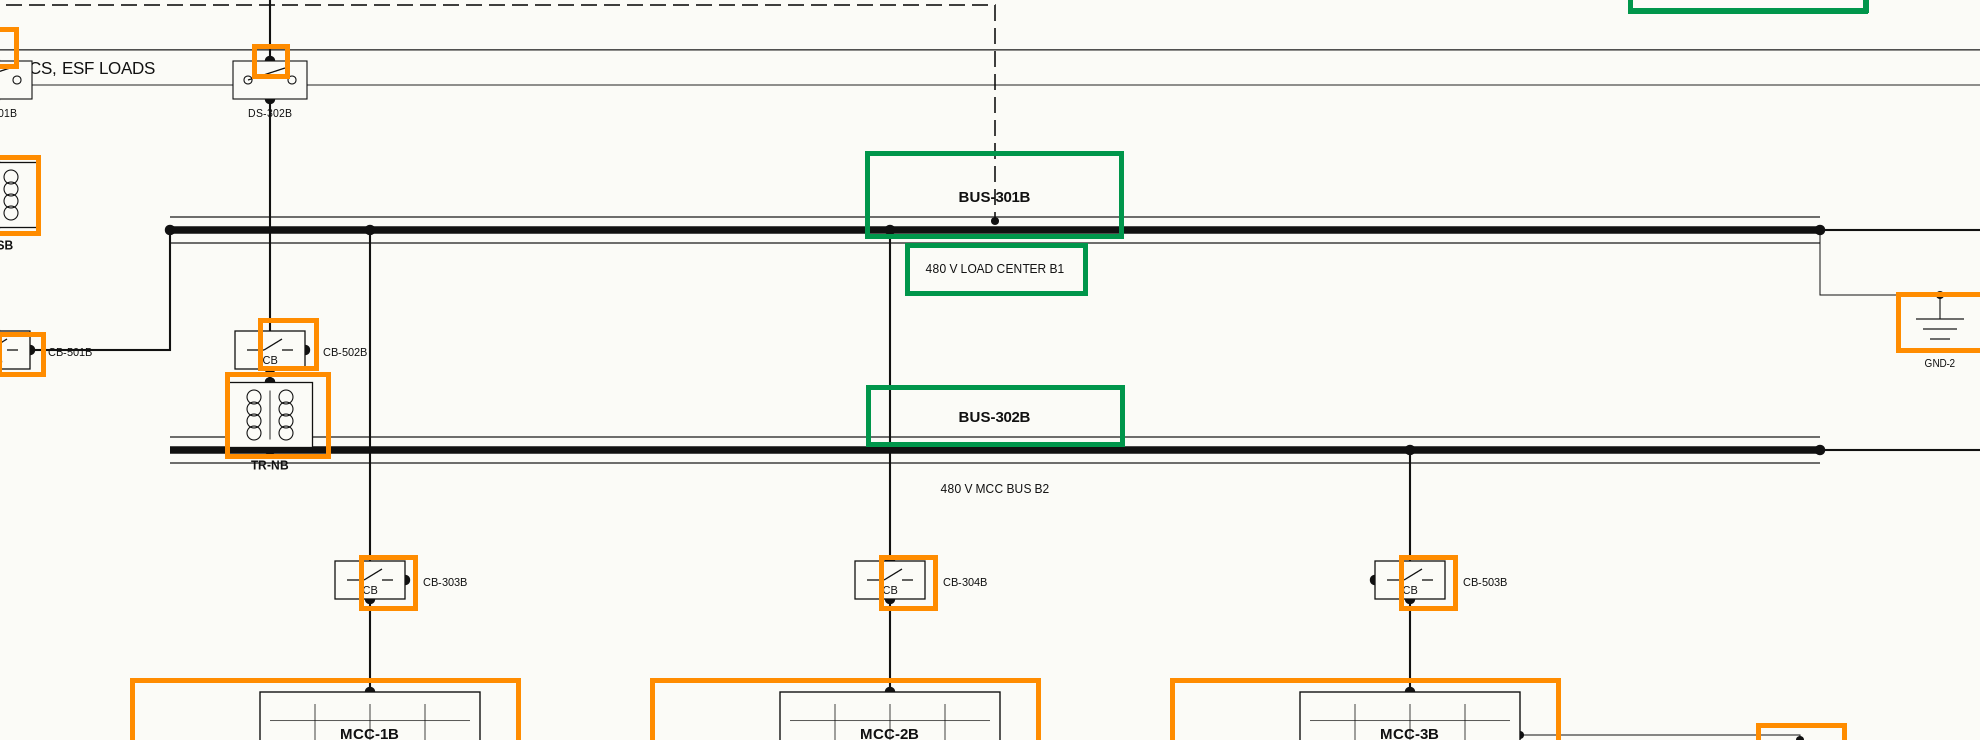 CS, ESF LOADS
01B
DS-302B
BUS-301B
SB
480 V LOAD CENTER B1
CB-501B
CB
CB-502B
GND-2
BUS-302B
TR-NB
480 V MCC BUS B2
CB
CB-303B
CB
CB-304B
CB
CB-503B
MCC-1B
MCC-2B
MCC-3B